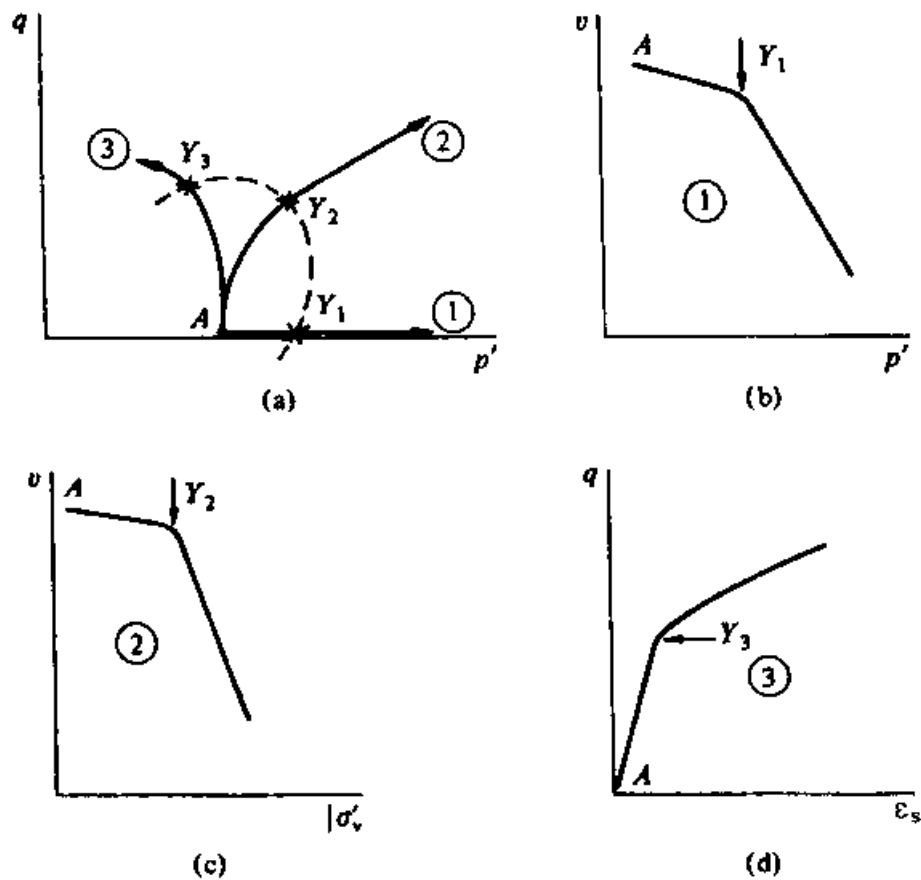 q
③
Y₃
②
Y₂
A
Y₁
①
p′
(a)
v
A
Y₁
①
p′
(b)
v
A
Y₂
②
|σ′ᵥ
(c)
q
Y₃
③
A
εₛ
(d)